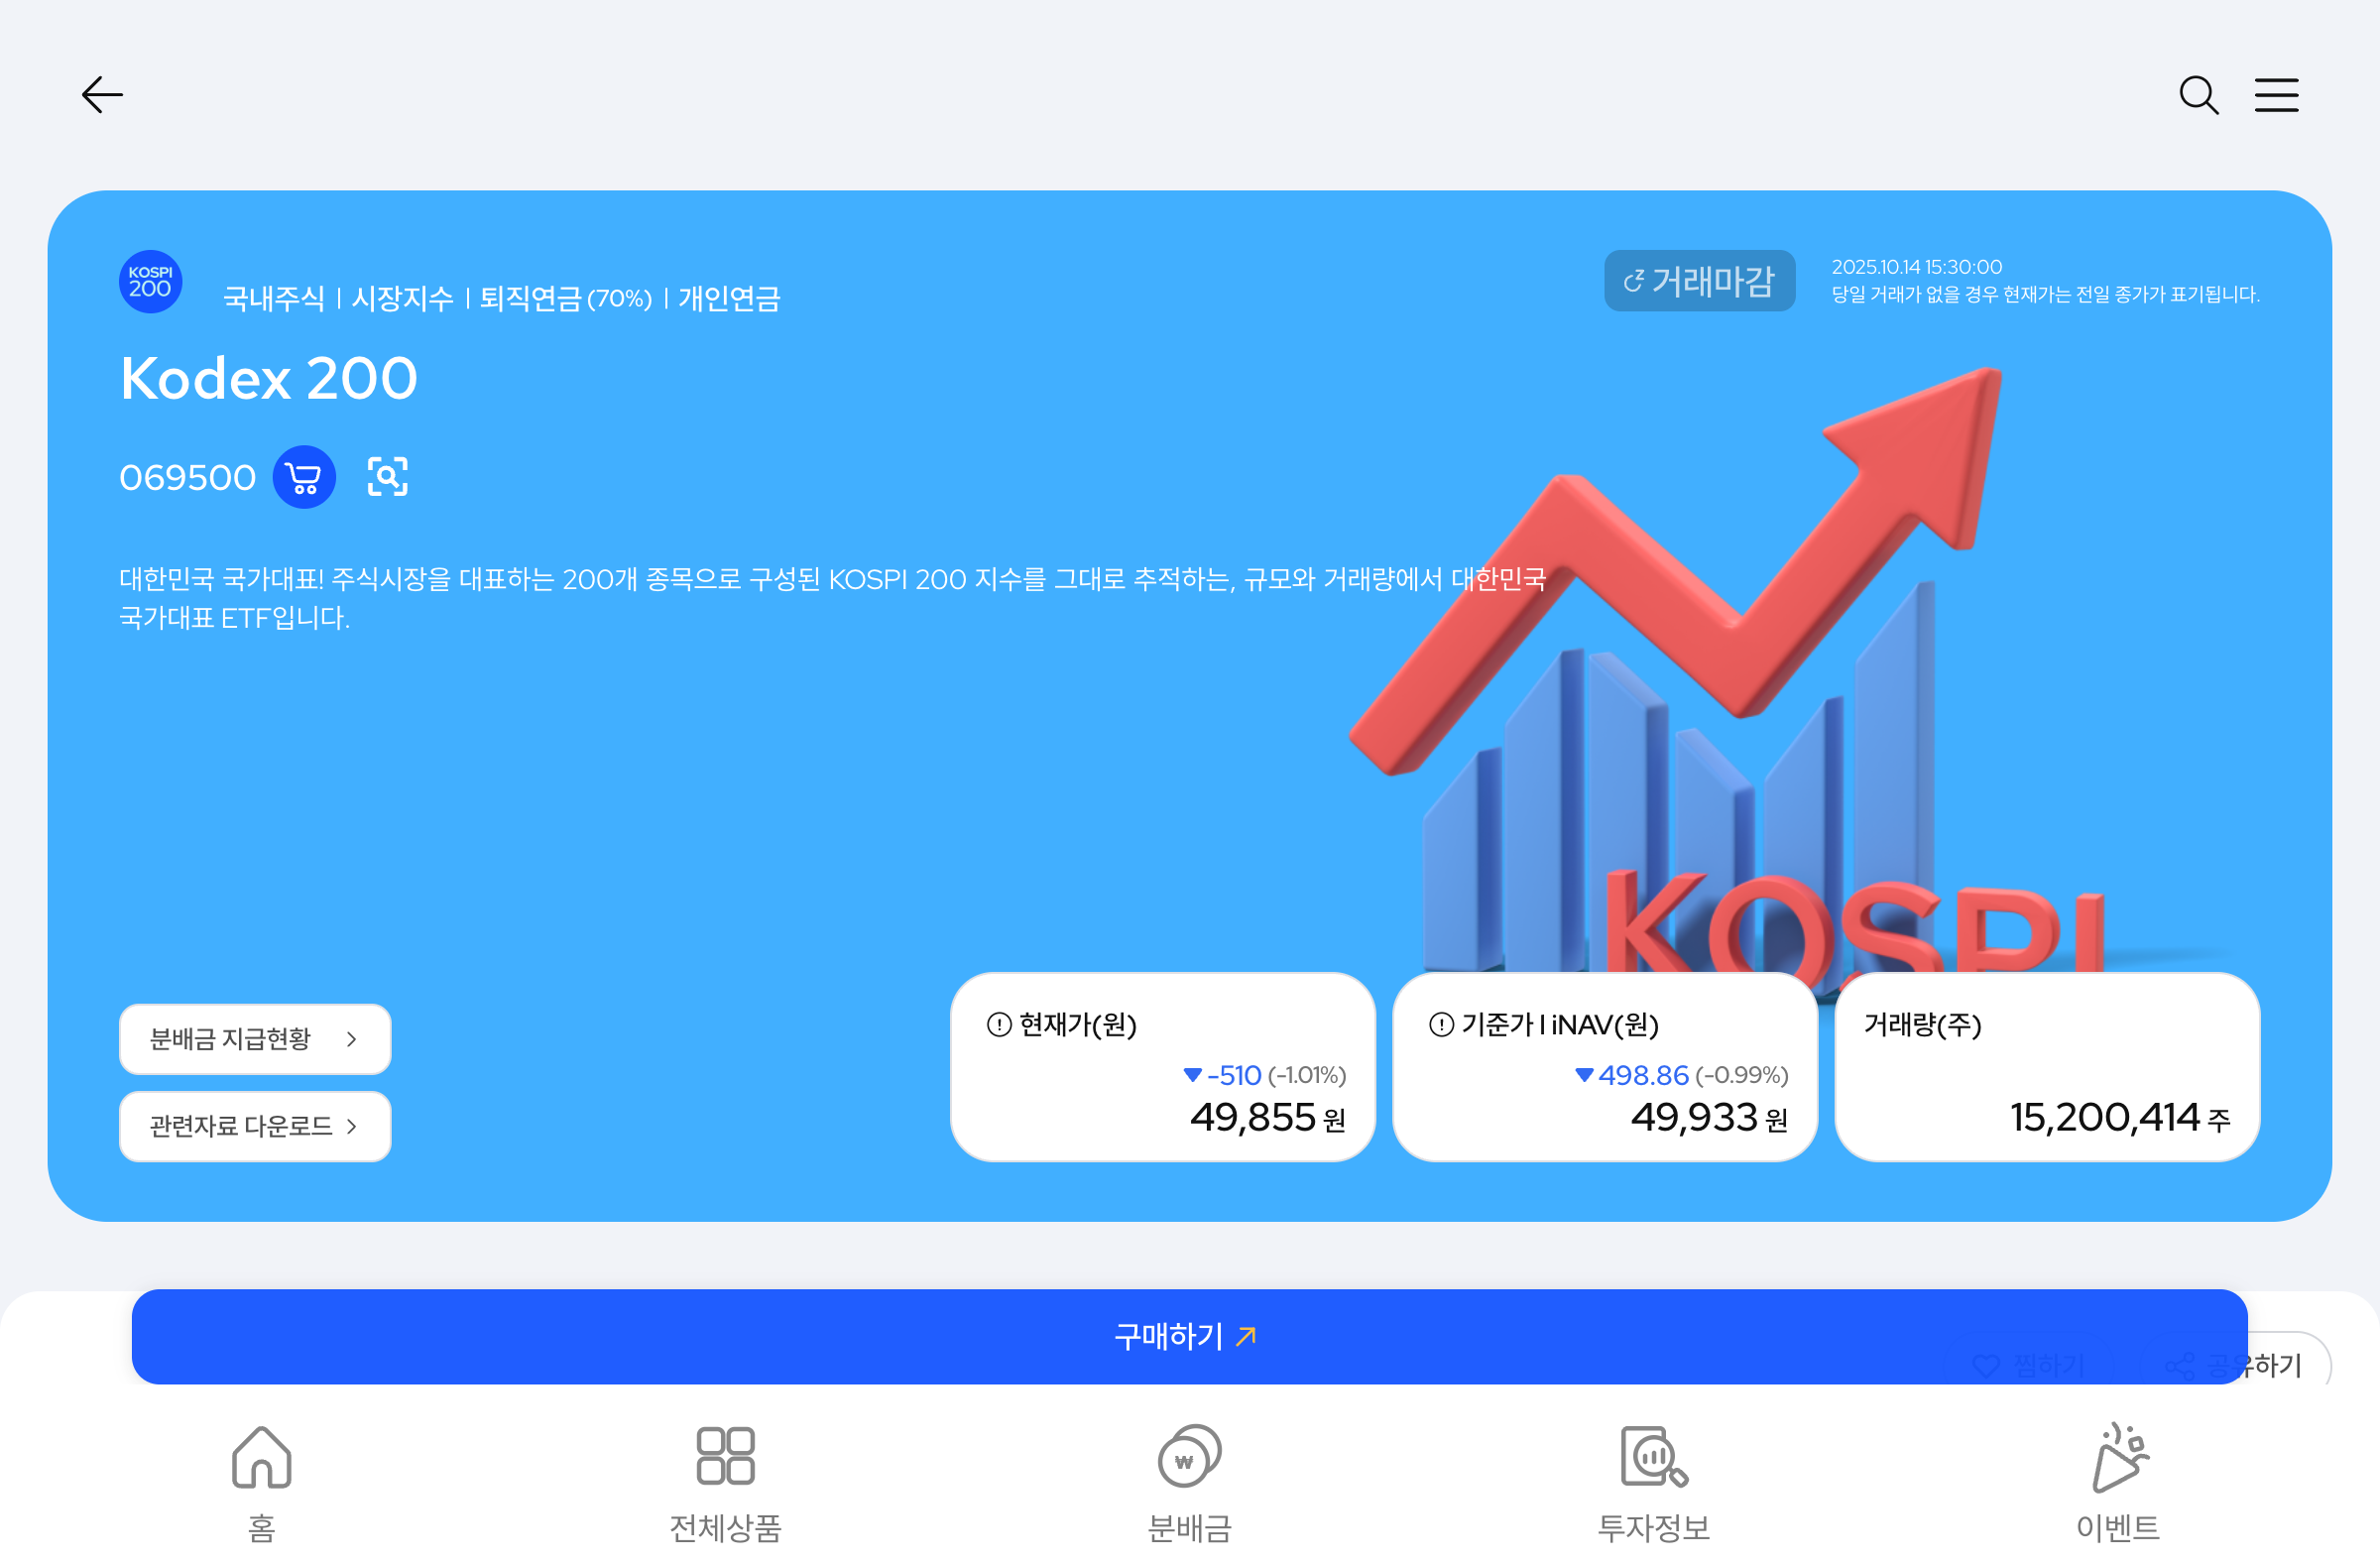 KOSPI
200
국내주식 | 시장지수 | 퇴직연금 (70%) | 개인연금
거래마감
2025.10.14 15:30:00
당일 거래가 없을 경우 현재가는 전일 종가가 표기됩니다.
Kodex 200
069500
대한민국 국가대표! 주식시장을 대표하는 200개 종목으로 구성된 KOSPI 200 지수를 그대로 추적하는, 규모와 거래량에서 대한민국
국가대표 ETF입니다.
KOSPI
분배금 지급현황
관련자료 다운로드
현재가(원)
▼-510 (-1.01%)
49,855 원
기준가 l iNAV(원)
▼498.86 (-0.99%)
49,933 원
거래량(주)
15,200,414 주
구매하기
찜하기
공유하기
홈
전체상품
분배금
투자정보
이벤트